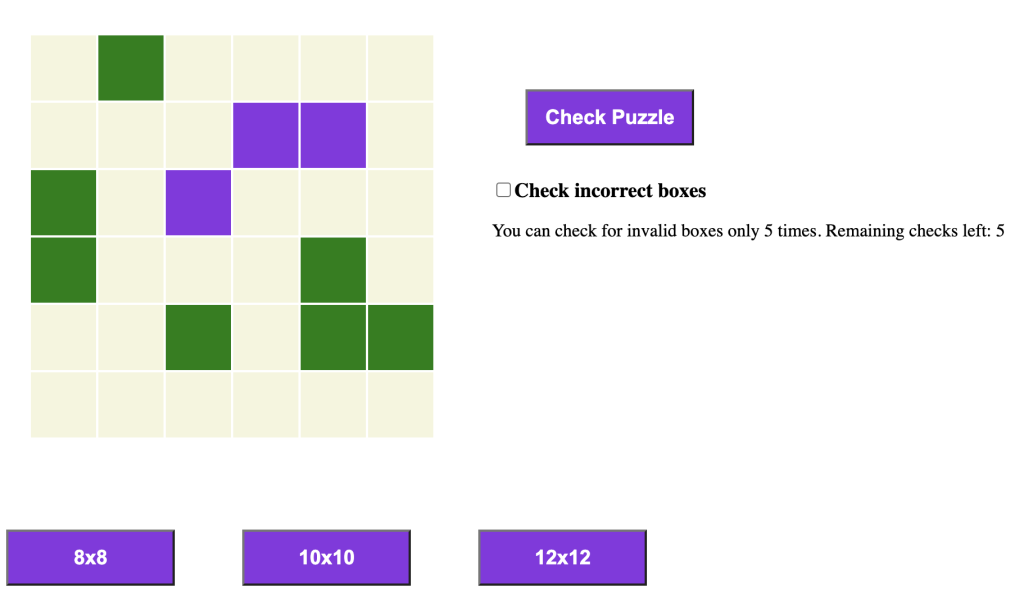 Check Puzzle
Check incorrect boxes
You can check for invalid boxes only 5 times. Remaining checks left: 5
8x8
10x10
12x12